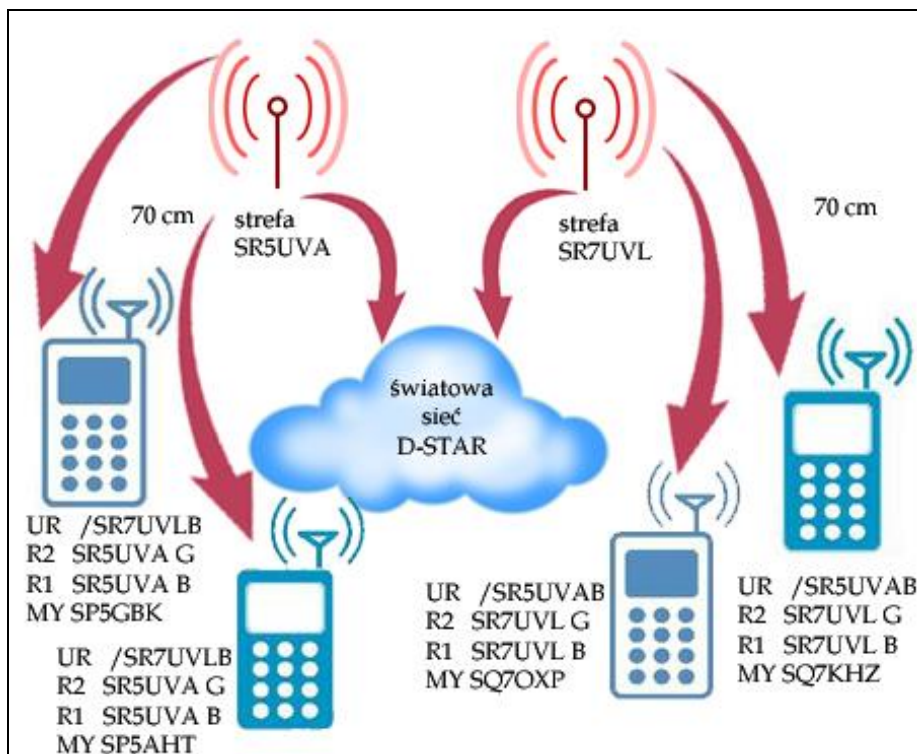 70 cm
strefa
SR5UVA
strefa
SR7UVL
70 cm
światowa
sieć
D-STAR
UR /SR7UVLB
R2 SR5UVA G
R1 SR5UVA B
MY SP5GBK
UR /SR7UVLB
R2 SR5UVA G
R1 SR5UVA B
MY SP5AHT
UR /SR5UVAB
R2 SR7UVL G
R1 SR7UVL B
MY SQ7OXP
UR /SR5UVAB
R2 SR7UVL G
R1 SR7UVL B
MY SQ7KHZ